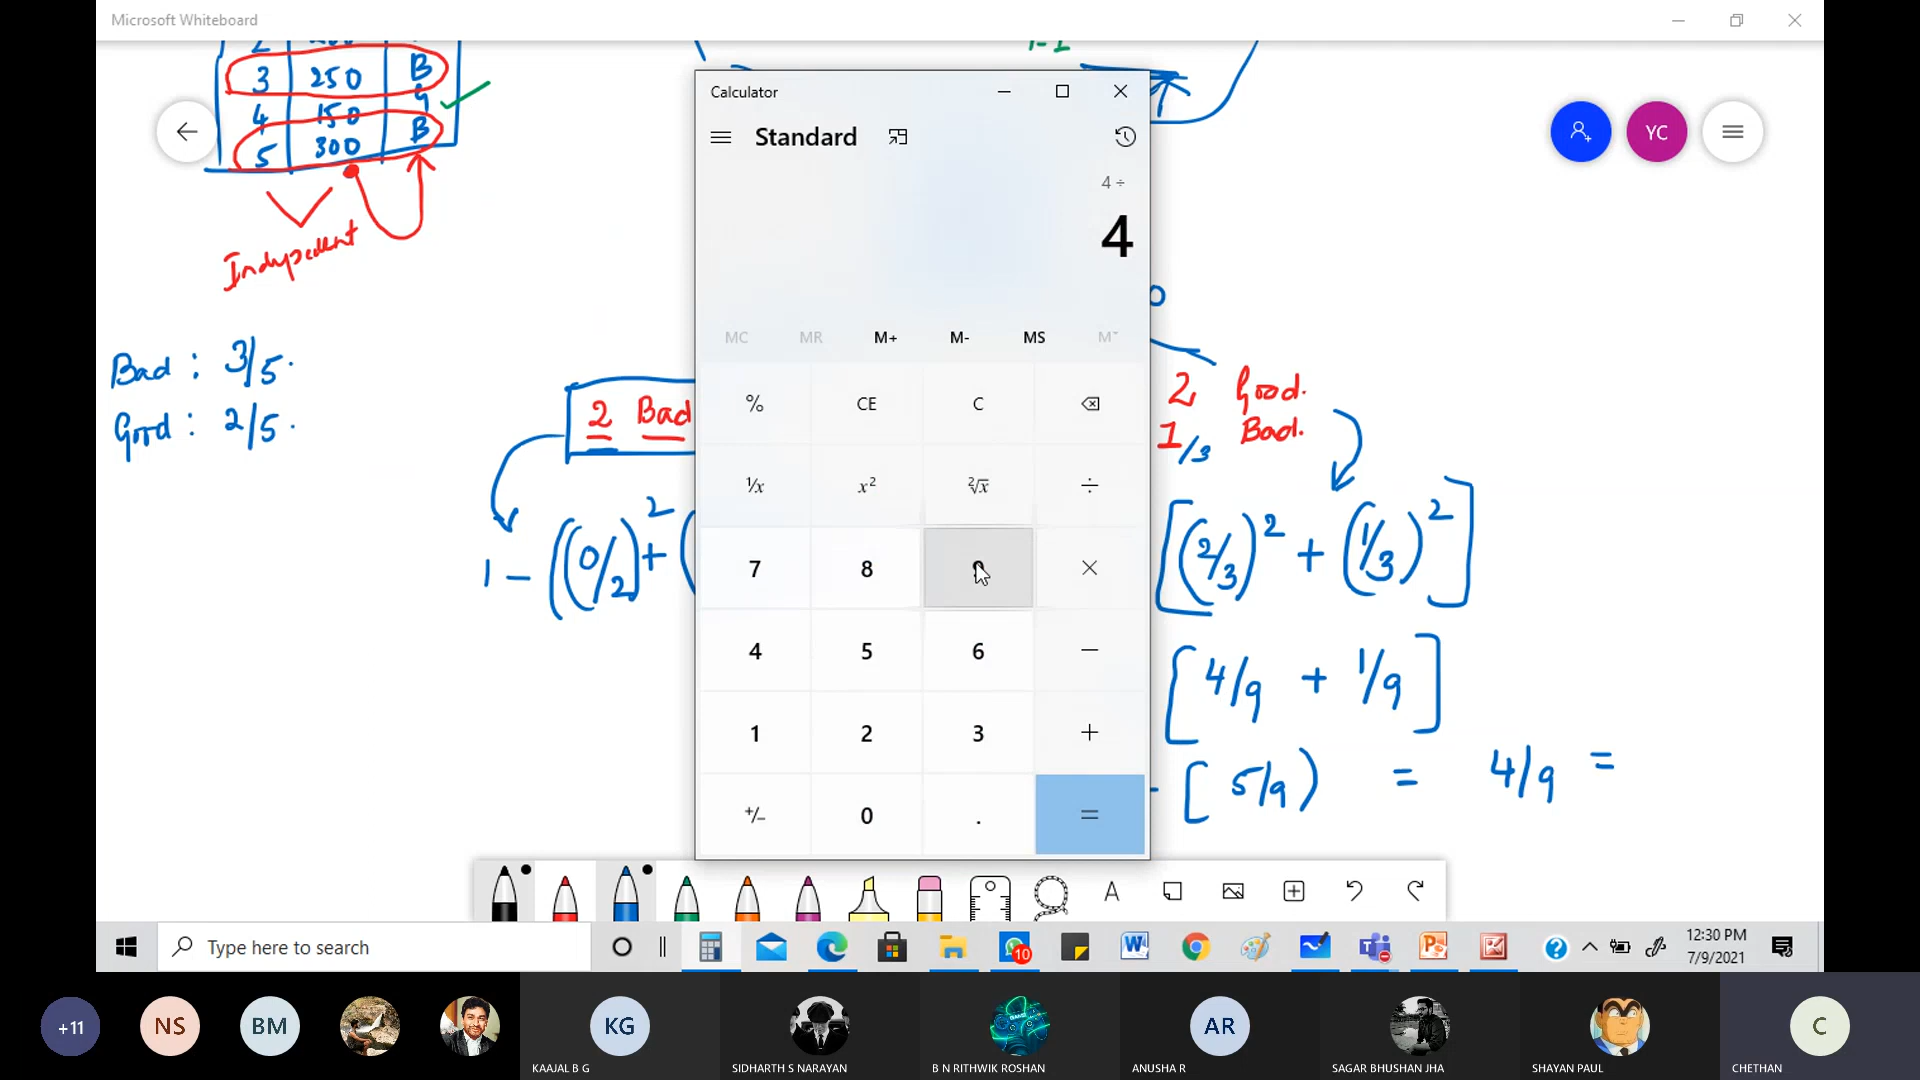 Microsoft Whiteboard
1-1
3 250 B
4 150 G
5 300 B
Indypedent
Bad : 3/5.
Good : 2/5.
2 Bad
2 Good.
1/3 Bad.
1 - ((0/2)² + (
[(2/3)² + (1/3)²]
[4/9 + 1/9]
- [5/9) = 4/9 =
YC
Calculator
Standard
4 ÷
4
MC MR M+ M- MS M˅
% CE C
⅟x x² ²√x ÷
7 8 ×
4 5 6 −
1 2 3 +
+/− 0 . =
A
Type here to search
10
12:30 PM
7/9/2021
+11
NS
BM
KG
AR
C
KAAJAL B G
SIDHARTH S NARAYAN
B N RITHWIK ROSHAN
ANUSHA R
SAGAR BHUSHAN JHA
SHAYAN PAUL
CHETHAN